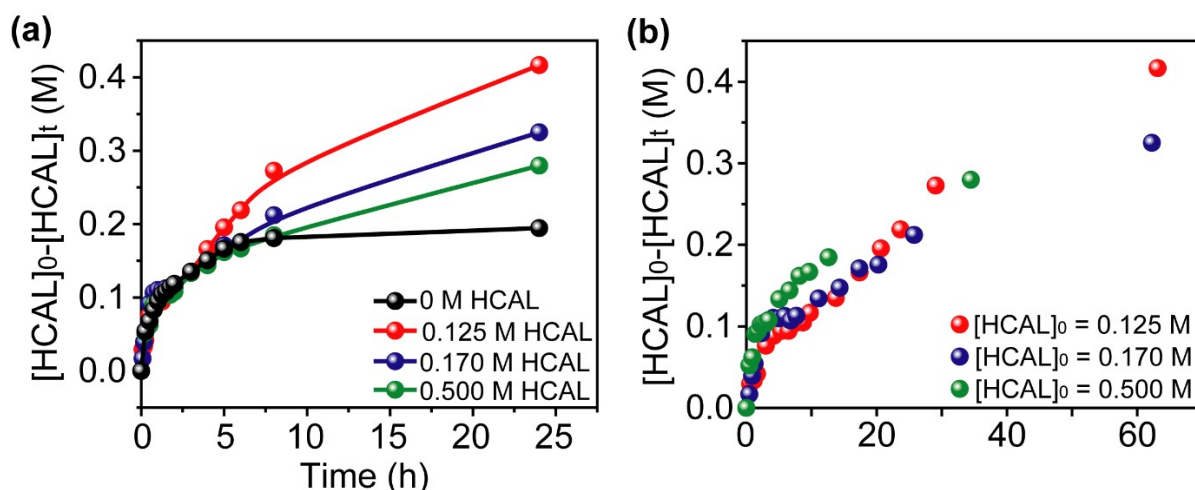 (a)
[HCAL]₀-[HCAL]t (M)
0.4
0.3
0.2
0.1
0.0
0 M HCAL
0.125 M HCAL
0.170 M HCAL
0.500 M HCAL
0 5 10 15 20 25
Time (h)
(b)
[HCAL]₀-[HCAL]t (M)
0.4
0.3
0.2
0.1
0.0
[HCAL]₀ = 0.125 M
[HCAL]₀ = 0.170 M
[HCAL]₀ = 0.500 M
0 20 40 60